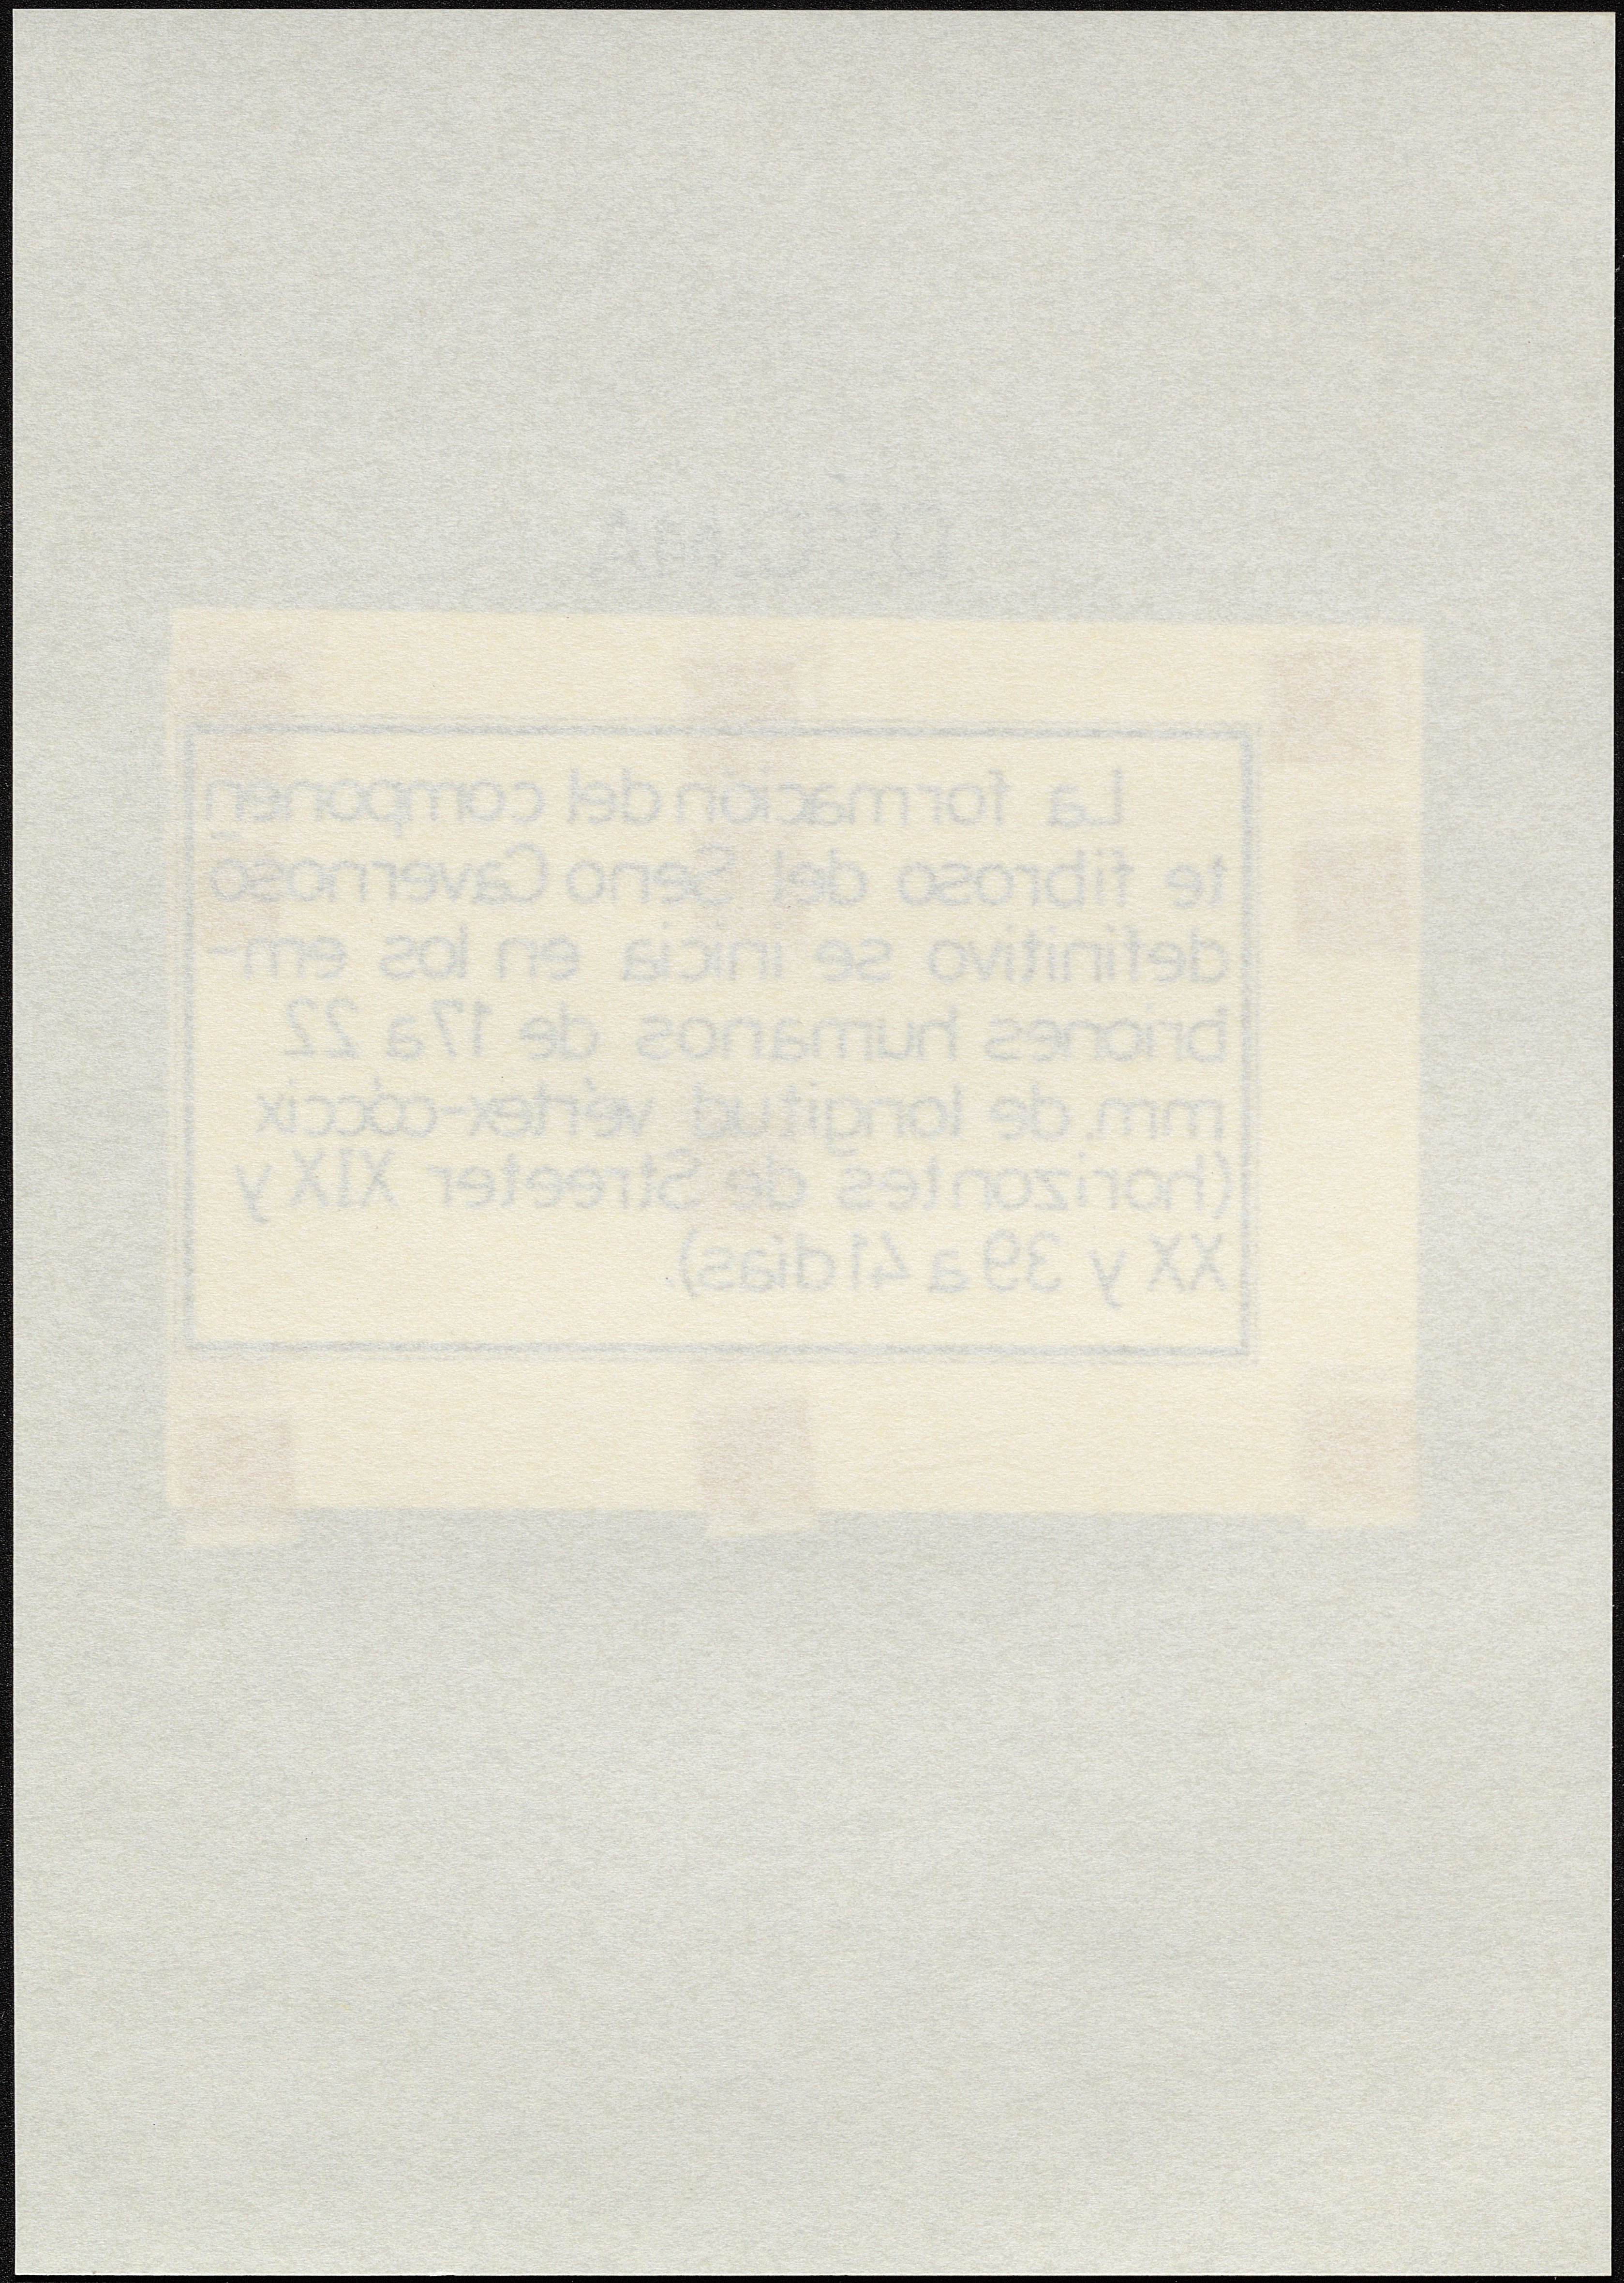 DÉCIMA
La formación del componen
te fibroso del Seno Cavernoso
definitivo se inicia en los em-
briones humanos de 17 a 22
mm. de longitud vértex-cóccix
(horizontes de Streeter XIX y
XX y 39 a 41 días).